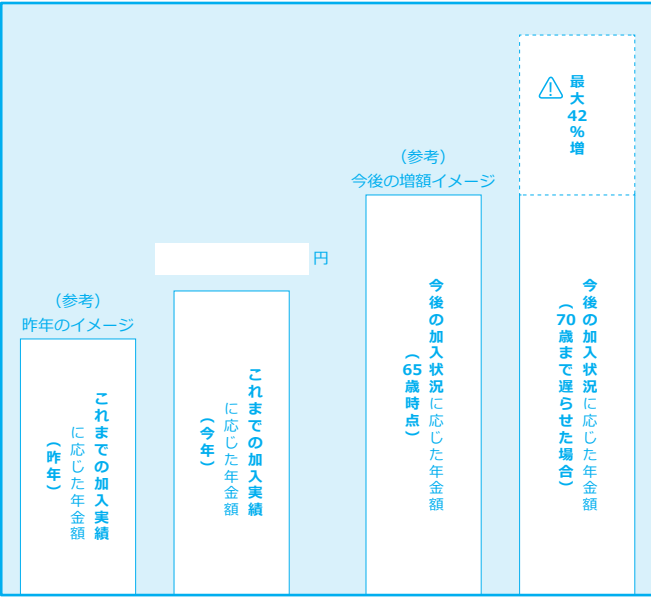 （参考）
昨年のイメージ
これまでの加入実績
に応じた年金額
（昨年）
円
これまでの加入実績
に応じた年金額
（今年）
（参考）
今後の増額イメージ
今後の加入状況に応じた年金額
（65歳時点）
最大42%増
今後の加入状況に応じた年金額
（70歳まで遅らせた場合）